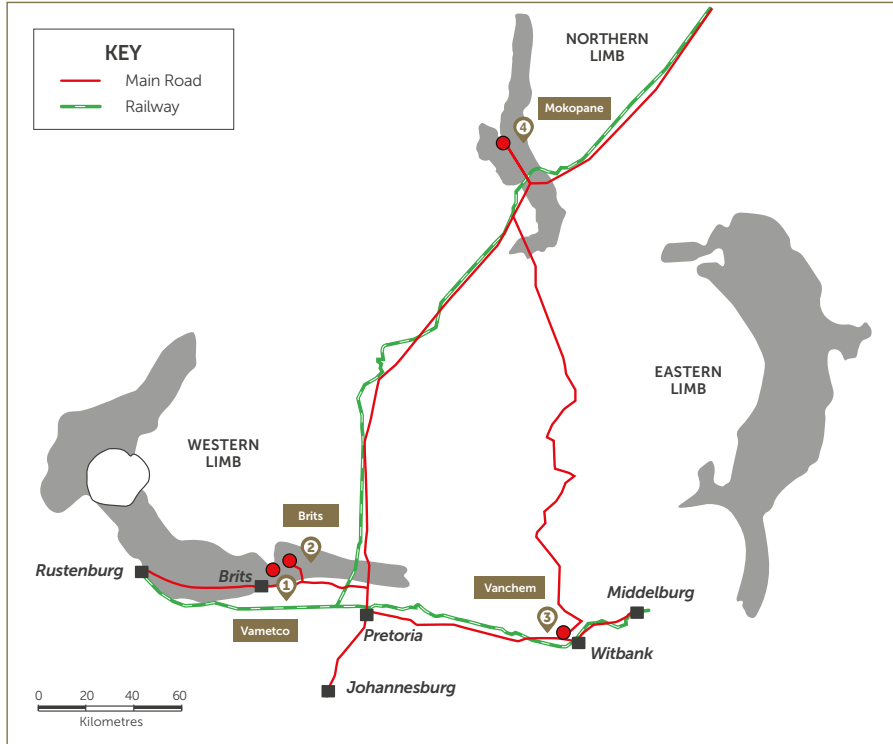 KEY
Main Road
Railway
NORTHERN
LIMB
Mokopane
4
EASTERN
LIMB
WESTERN
LIMB
Brits
2
Rustenburg
Brits
1
Vametco
Pretoria
Vanchem
3
Middelburg
Witbank
Johannesburg
0 20 40 60
Kilometres